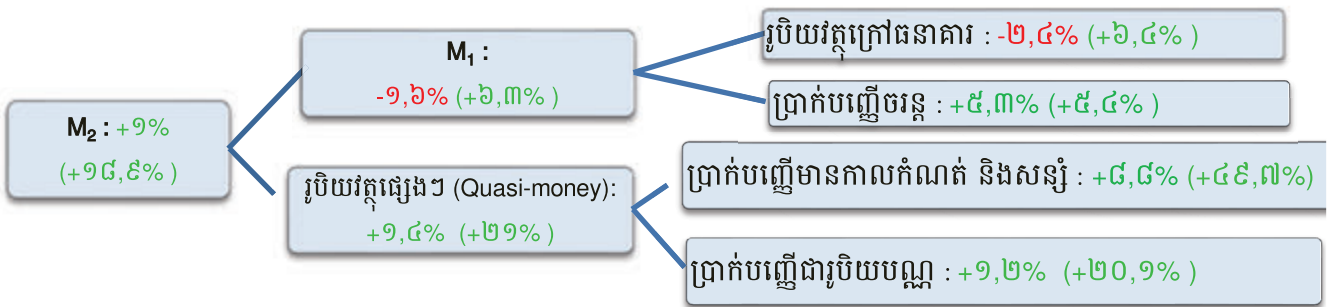 M₂ : +១%
(+១៨,៩% )
M₁ :
-១,៦% (+៦,៣% )
រូបិយវត្ថុផ្សេងៗ (Quasi-money):
+១,៤% (+២១% )
រូបិយវត្ថុក្រៅធនាគារ : -២,៤% (+៦,៤% )
ប្រាក់បញ្ញើចរន្ត : +៥,៣% (+៥,៤% )
ប្រាក់បញ្ញើមានកាលកំណត់ និងសន្សំ : +៨,៨% (+៤៩,៧%)
ប្រាក់បញ្ញើជារូបិយបណ្ណ : +១,២% (+២០,១% )